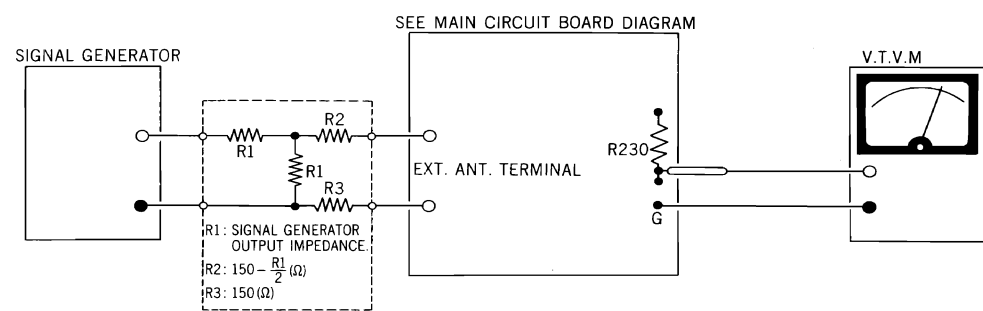 SEE MAIN CIRCUIT BOARD DIAGRAM
SIGNAL GENERATOR
V.T.V.M
R2
R1
R230
R1
EXT. ANT. TERMINAL
R3
G
R1: SIGNAL GENERATOR
OUTPUT IMPEDANCE.
R2: 150 - R1/2 (Ω)
R3: 150 (Ω)